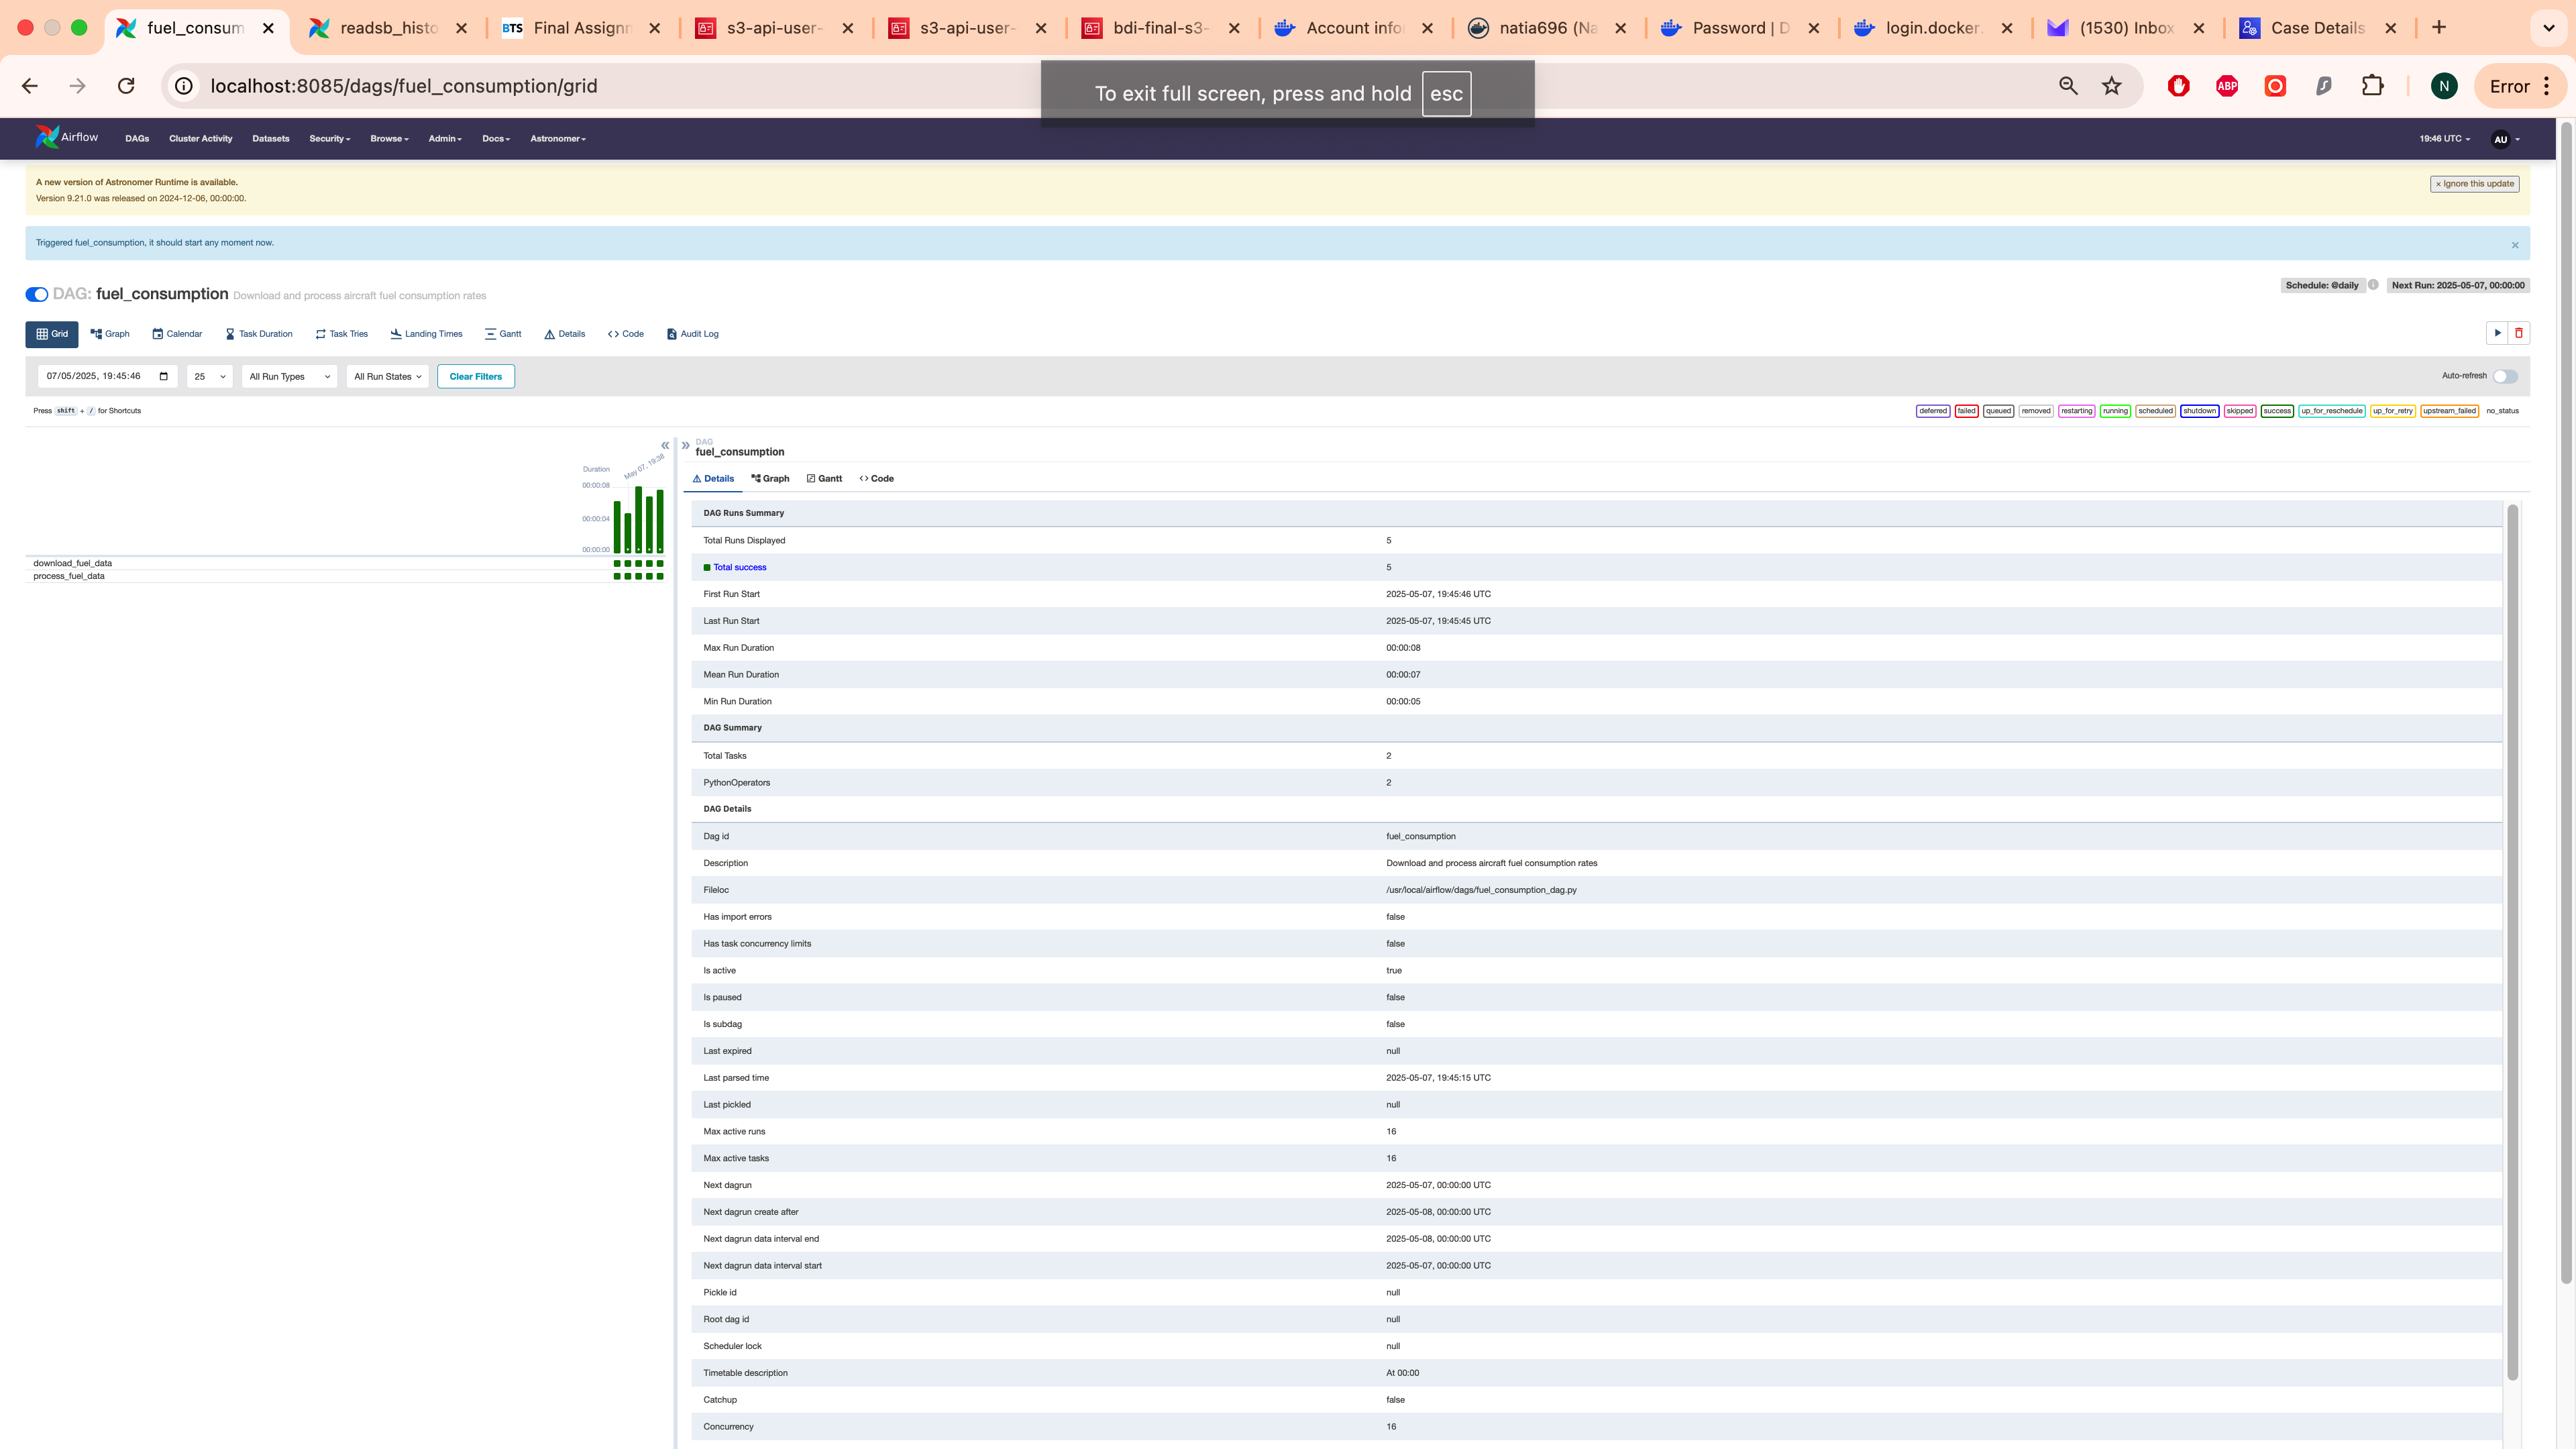 fuel_consum
readsb_histo
BTS Final Assignm
s3-api-user-
s3-api-user-
bdi-final-s3-
Account info
natia696 (Na
Password | D
login.docker.
(1530) Inbox
Case Details
localhost:8085/dags/fuel_consumption/grid
To exit full screen, press and hold esc
ABP
N
Error
Airflow DAGs Cluster Activity Datasets Security Browse Admin Docs Astronomer 19:46 UTC AU
A new version of Astronomer Runtime is available.
Version 9.21.0 was released on 2024-12-06, 00:00:00.
× Ignore this update
Triggered fuel_consumption, it should start any moment now. ×
DAG: fuel_consumption Download and process aircraft fuel consumption rates
Schedule: @daily Next Run: 2025-05-07, 00:00:00
Grid Graph Calendar Task Duration Task Tries Landing Times Gantt Details Code Audit Log
07/05/2025, 19:45:46 25 All Run Types All Run States Clear Filters Auto-refresh
Press shift + / for Shortcuts
deferred failed queued removed restarting running scheduled shutdown skipped success up_for_reschedule up_for_retry upstream_failed no_status
May 07, 19:38
Duration
00:00:08
00:00:04
00:00:00
download_fuel_data
process_fuel_data
DAG
fuel_consumption
Details Graph Gantt Code
DAG Runs Summary
Total Runs Displayed 5
Total success 5
First Run Start 2025-05-07, 19:45:46 UTC
Last Run Start 2025-05-07, 19:45:45 UTC
Max Run Duration 00:00:08
Mean Run Duration 00:00:07
Min Run Duration 00:00:05
DAG Summary
Total Tasks 2
PythonOperators 2
DAG Details
Dag id fuel_consumption
Description Download and process aircraft fuel consumption rates
Fileloc /usr/local/airflow/dags/fuel_consumption_dag.py
Has import errors false
Has task concurrency limits false
Is active true
Is paused false
Is subdag false
Last expired null
Last parsed time 2025-05-07, 19:45:15 UTC
Last pickled null
Max active runs 16
Max active tasks 16
Next dagrun 2025-05-07, 00:00:00 UTC
Next dagrun create after 2025-05-08, 00:00:00 UTC
Next dagrun data interval end 2025-05-08, 00:00:00 UTC
Next dagrun data interval start 2025-05-07, 00:00:00 UTC
Pickle id null
Root dag id null
Scheduler lock null
Timetable description At 00:00
Catchup false
Concurrency 16